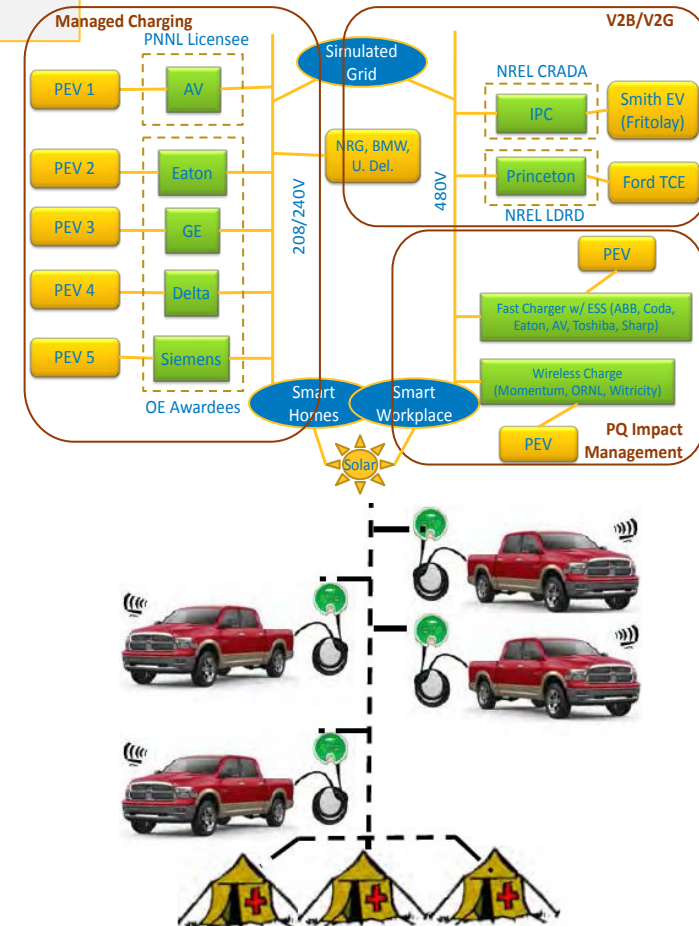 Managed Charging
V2B/V2G
PNNL Licensee
Simulated
Grid
NREL CRADA
PEV 1
AV
IPC
Smith EV
(Fritolay)
NRG, BMW,
U. Del.
PEV 2
Eaton
Princeton
Ford TCE
208/240V
480V
NREL LDRD
PEV 3
GE
PEV
PEV 4
Delta
Fast Charger w/ ESS (ABB, Coda,
Eaton, AV, Toshiba, Sharp)
PEV 5
Siemens
Wireless Charge
(Momentum, ORNL, Witricity)
OE Awardees
Smart
Homes
Smart
Workplace
PEV
PQ Impact
Management
Solar